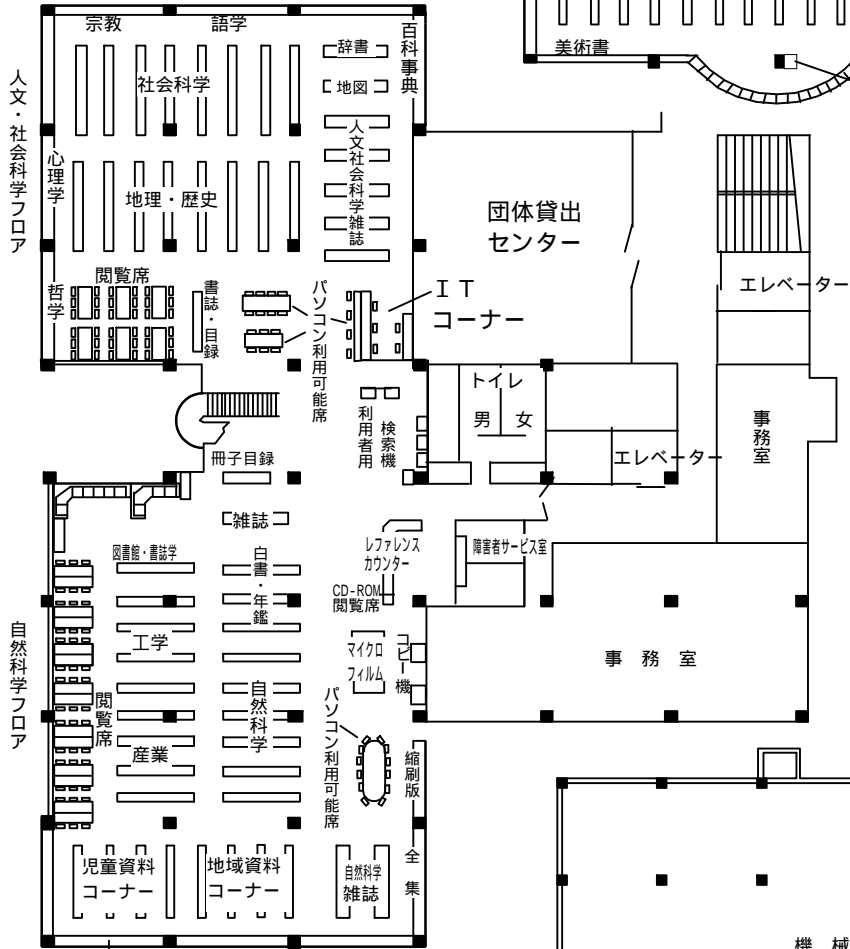 宗教
語学
百科事典
美術書
辞書
社会科学
地図
人文・社会科学フロア
人文社会科学雑誌
心理学
地理・歴史
団体貸出
センター
閲覧席
哲学
書誌・目録
パソコン利用可能席
ＩＴ
コーナー
エレベーター
トイレ
男
女
利用者用
検索機
事務室
冊子目録
エレベーター
雑誌
図書館・書誌学
白書・年鑑
レファレンス
カウンター
障害者サービス室
CD-ROM
閲覧席
自然科学フロア
工学
マイクロ
フィルム
コピー機
事務室
閲覧席
自然科学
パソコン利用可能席
産業
縮刷版
児童資料
コーナー
地域資料
コーナー
自然科学
雑誌
全集
機械